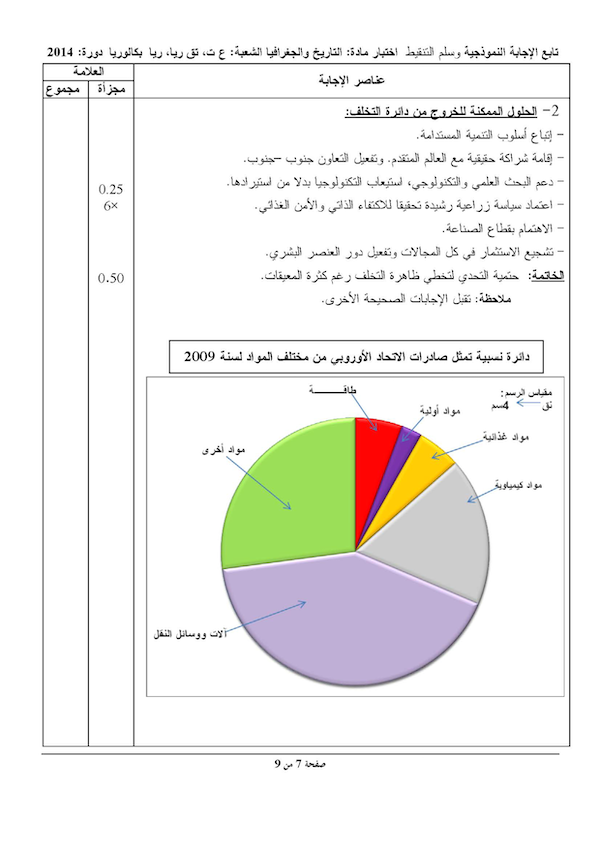 تابع الإجابة النموذجية وسلم التنقيط اختبار مادة: التاريخ والجغرافيا الشعبة: ع ت، تق ريا، ريا بكالوريا دورة: 2014
العلامة
عناصر الإجابة
مجموع
مجزأة
2- الحلول الممكنة للخروج من دائرة التخلف:
- إتباع أسلوب التنمية المستدامة.
- إقامة شراكة حقيقية مع العالم المتقدم. وتفعيل التعاون جنوب –جنوب.
- دعم البحث العلمي والتكنولوجي، استيعاب التكنولوجيا بدلا من استيرادها.
0.25
- اعتماد سياسة زراعية رشيدة تحقيقا للاكتفاء الذاتي والأمن الغذائي.
6×
- الاهتمام بقطاع الصناعة.
- تشجيع الاستثمار في كل المجالات وتفعيل دور العنصر البشري.
الخاتمة: حتمية التحدي لتخطي ظاهرة التخلف رغم كثرة المعيقات.
0.50
ملاحظة: تقبل الإجابات الصحيحة الأخرى.
دائرة نسبية تمثل صادرات الاتحاد الأوروبي من مختلف المواد لسنة 2009
مقياس الرسم:
نق 4سم
طاقـــــــة
مواد أولية
مواد غذائية
مواد أخرى
مواد كيمياوية
آلات ووسائل النقل
صفحة 7 من 9